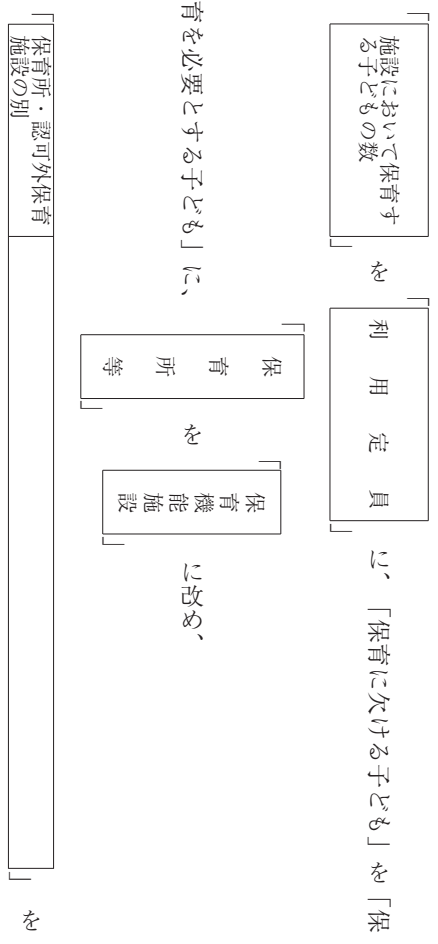 「施設において保育す
る子どもの数」を「利用定員」に、「保育に欠ける子ども」を「保
育を必要とする子ども」に、「保育所等」を「保育機能施設」に改め、
「保育所・認可外保育
施設の別」を